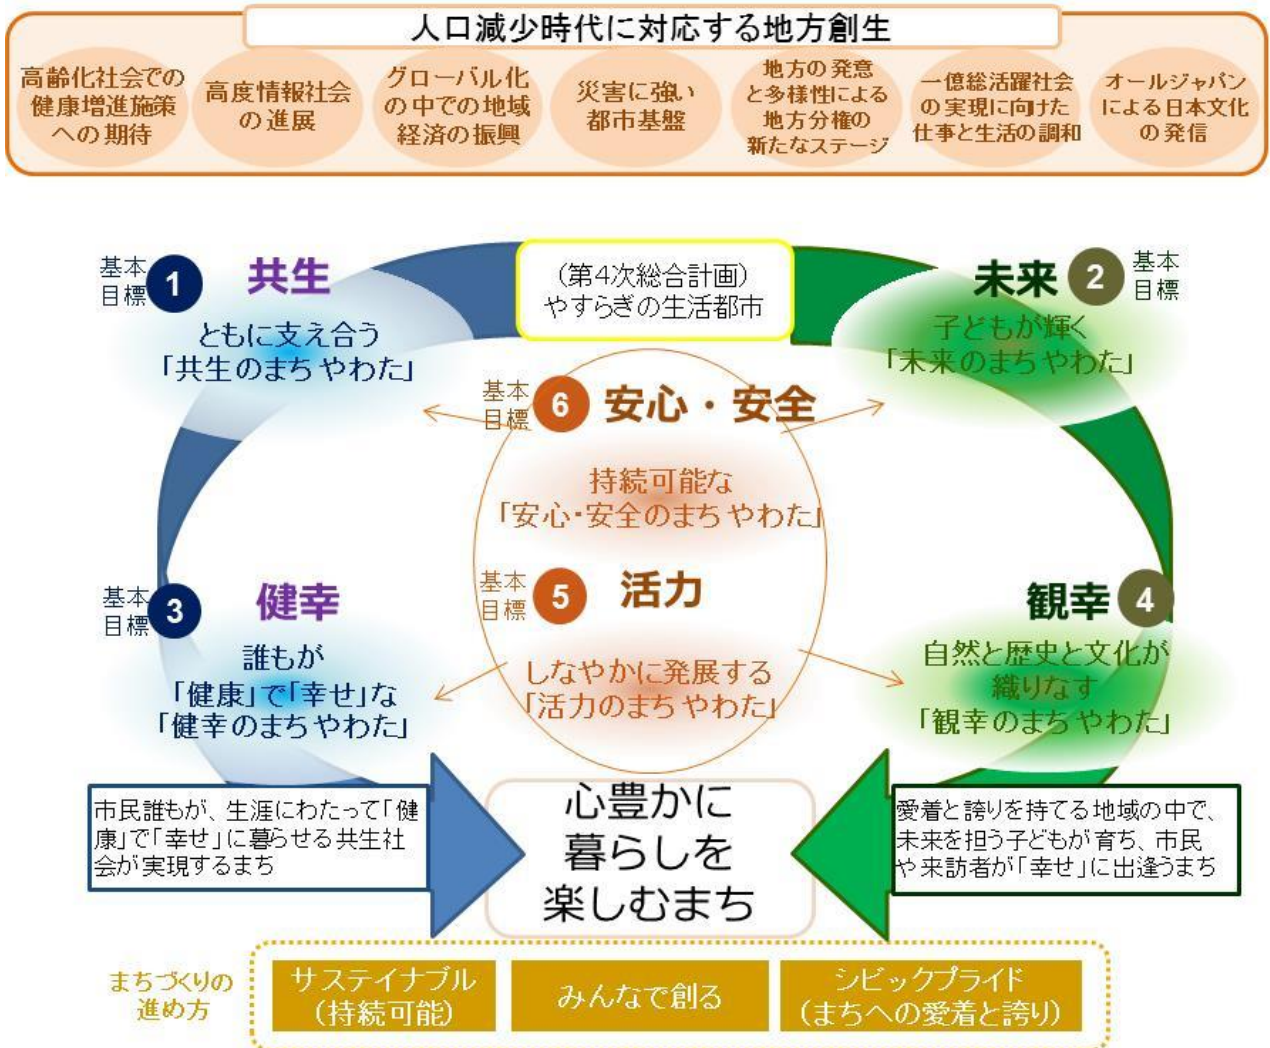 人口減少時代に対応する地方創生
高齢化社会での
健康増進施策
への期待
高度情報社会
の進展
グローバル化
の中での地域
経済の振興
災害に強い
都市基盤
地方の発意
と多様性による
地方分権の
新たなステージ
一億総活躍社会
の実現に向けた
仕事と生活の調和
オールジャパン
による日本文化
の発信
(第4次総合計画)
やすらぎの生活都市
基本
目標
1
共生
ともに支え合う
「共生のまち やわた」
未来
2
基本
目標
子どもが輝く
「未来のまち やわた」
基本
目標
6
安心・安全
持続可能な
「安心・安全のまち やわた」
基本
目標
3
健幸
誰もが
「健康」で「幸せ」な
「健幸のまち やわた」
基本
目標
5
活力
しなやかに発展する
「活力のまち やわた」
観幸
4
自然と歴史と文化が
織りなす
「観幸のまち やわた」
市民誰もが、生涯にわたって「健
康」で「幸せ」に暮らせる共生社
会が実現するまち
心豊かに
暮らしを
楽しむまち
愛着と誇りを持てる地域の中で、
未来を担う子どもが育ち、市民
や来訪者が「幸せ」に出逢うまち
まちづくりの
進め方
サステイナブル
(持続可能)
みんなで創る
シビックプライド
(まちへの愛着と誇り)